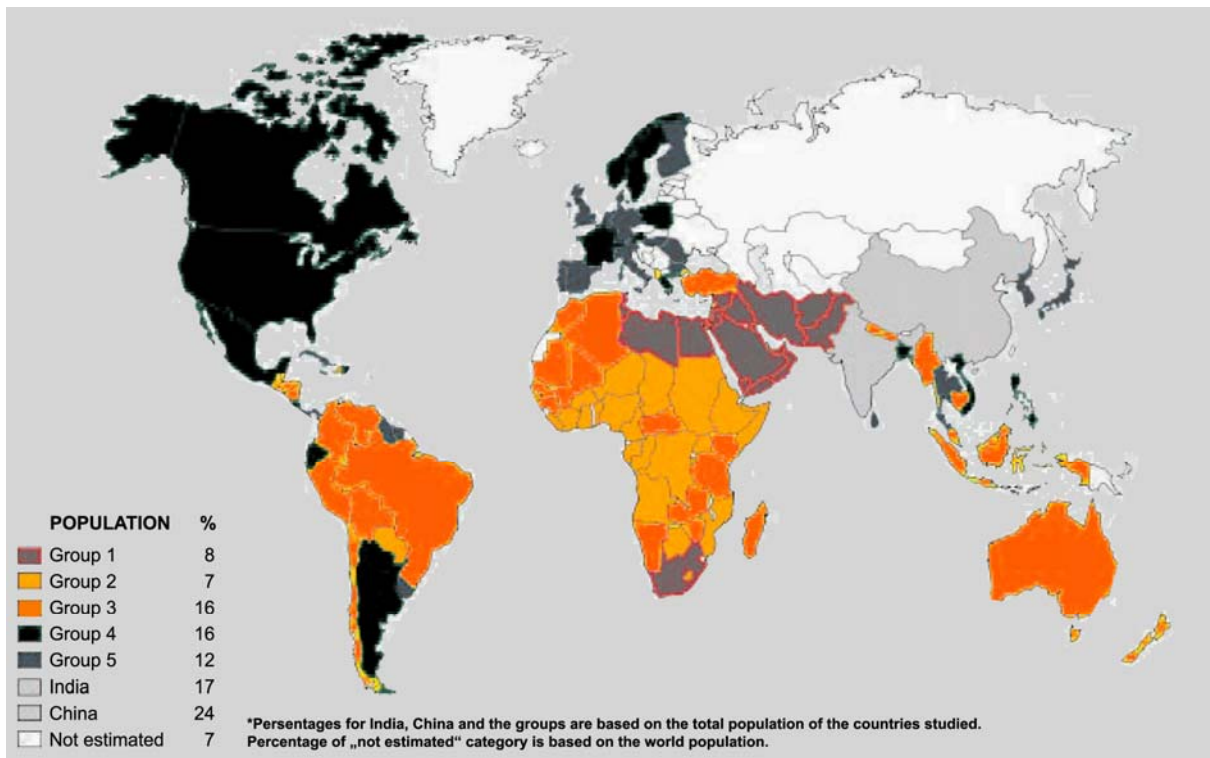 POPULATION %
Group 1 8
Group 2 7
Group 3 16
Group 4 16
Group 5 12
India 17
China 24
Not estimated 7
*Persentages for India, China and the groups are based on the total population of the countries studied.
Percentage of „not estimated“ category is based on the world population.